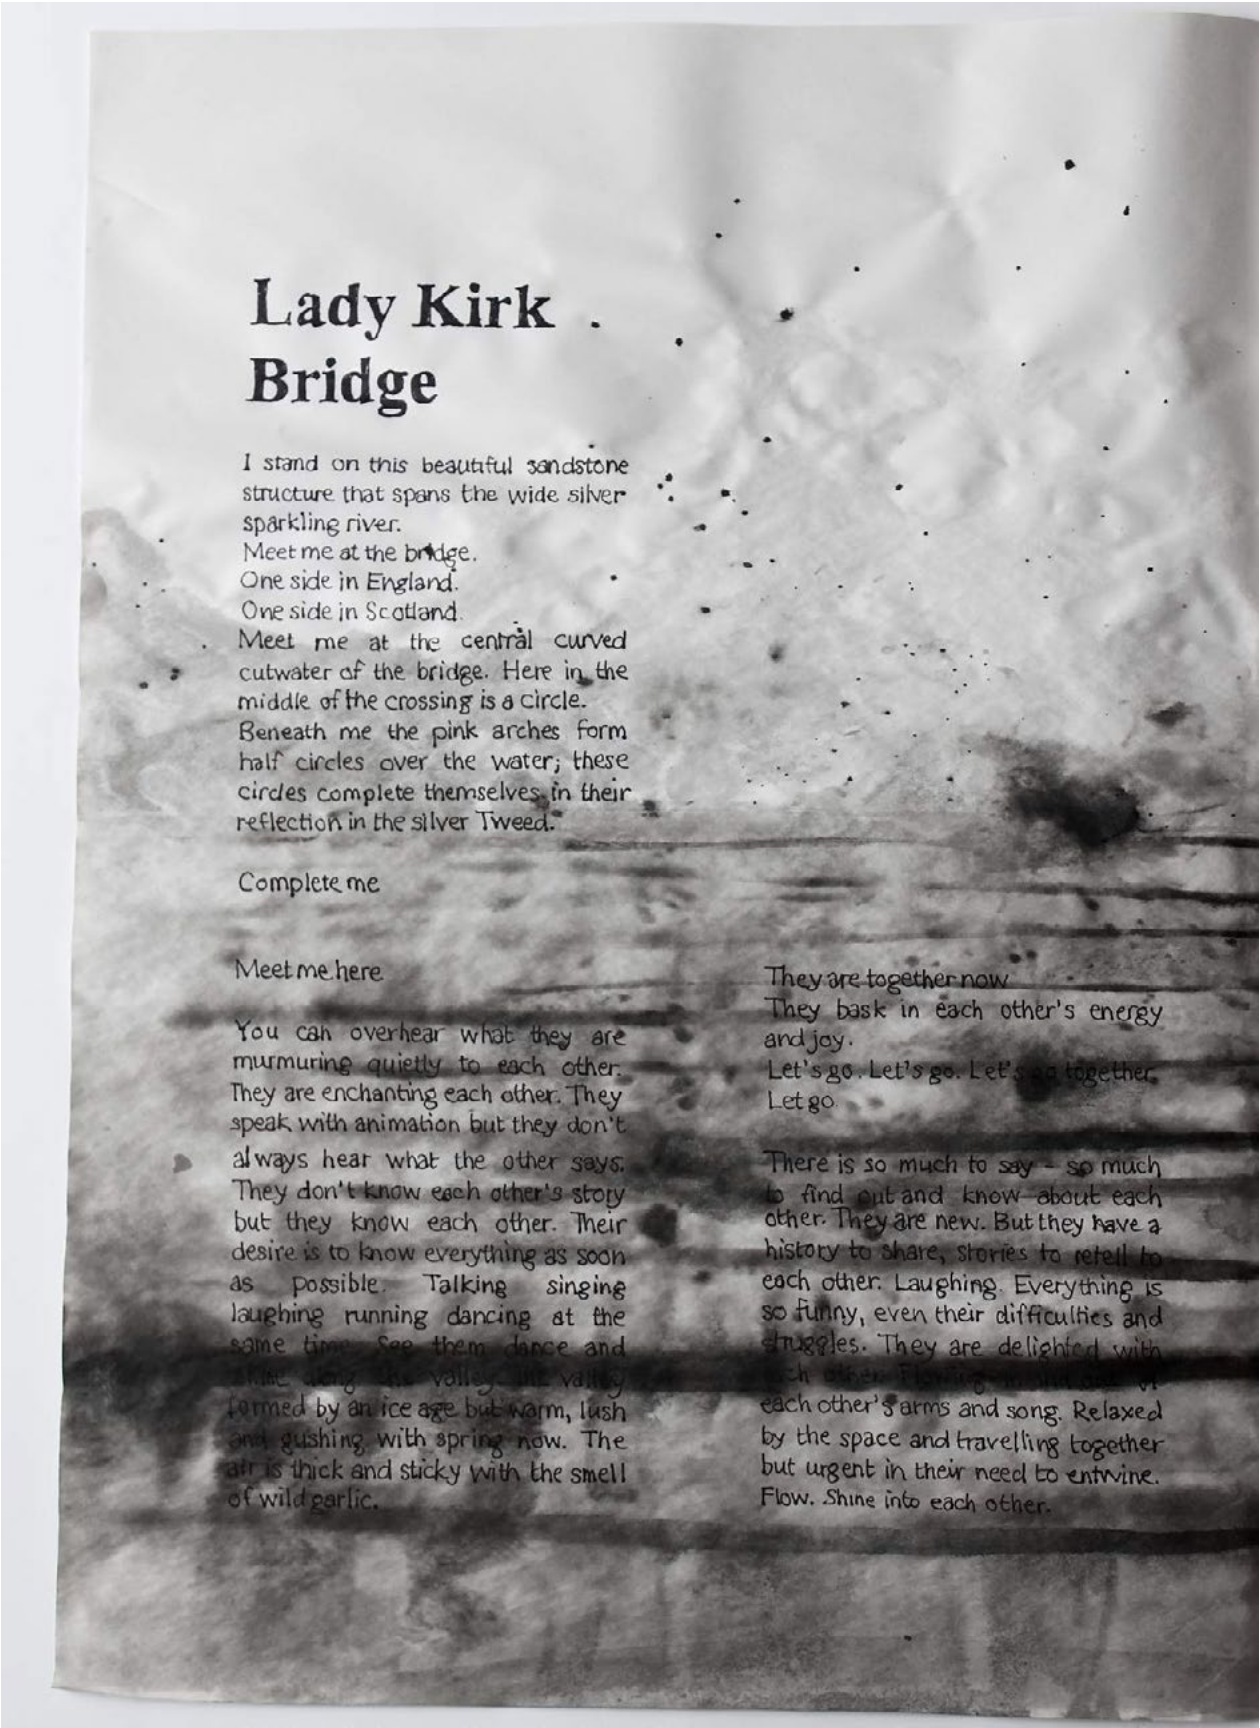 Lady Kirk
Bridge
I stand on this beautiful sandstone
structure that spans the wide silver
sparkling river.
Meet me at the bridge.
One side in England.
One side in Scotland.
Meet me at the central curved
cutwater of the bridge. Here in the
middle of the crossing is a circle.
Beneath me the pink arches form
half circles over the water; these
circles complete themselves in their
reflection in the silver Tweed.
Complete me
Meet me here
You can overhear what they are
murmuring quietly to each other.
They are enchanting each other. They
speak with animation but they don't
always hear what the other says.
They don't know each other's story
but they know each other. Their
desire is to know everything as soon
as possible. Talking singing
laughing running dancing at the
same time. See them dance and
along the valley. the valley
formed by an ice age but warm, lush
and gushing with spring now. The
air is thick and sticky with the smell
of wild garlic.
They are together now
They bask in each other's energy
and joy.
Let's go. Let's go. Let's go together.
Let go.
There is so much to say - so much
to find out and know about each
other. They are new. But they have a
history to share, stories to retell to
each other. Laughing. Everything is
so funny, even their difficulties and
struggles. They are delighted with
each other. Flowing in and out of
each other's arms and song. Relaxed
by the space and travelling together
but urgent in their need to entwine.
Flow. Shine into each other.